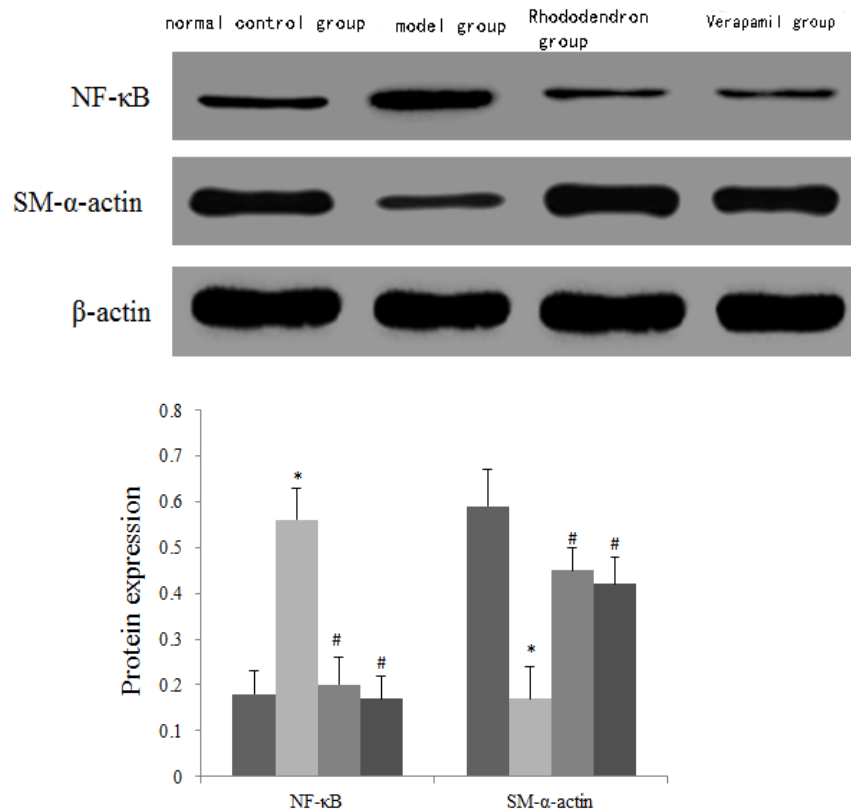 normal control group model group Rhododendron group Verapamil group
NF-κB
SM-α-actin
β-actin
0.8
0.7
0.6
0.5
0.4
0.3
0.2
0.1
0
Protein expression
*
#
#
*
#
#
NF-κB SM-α-actin